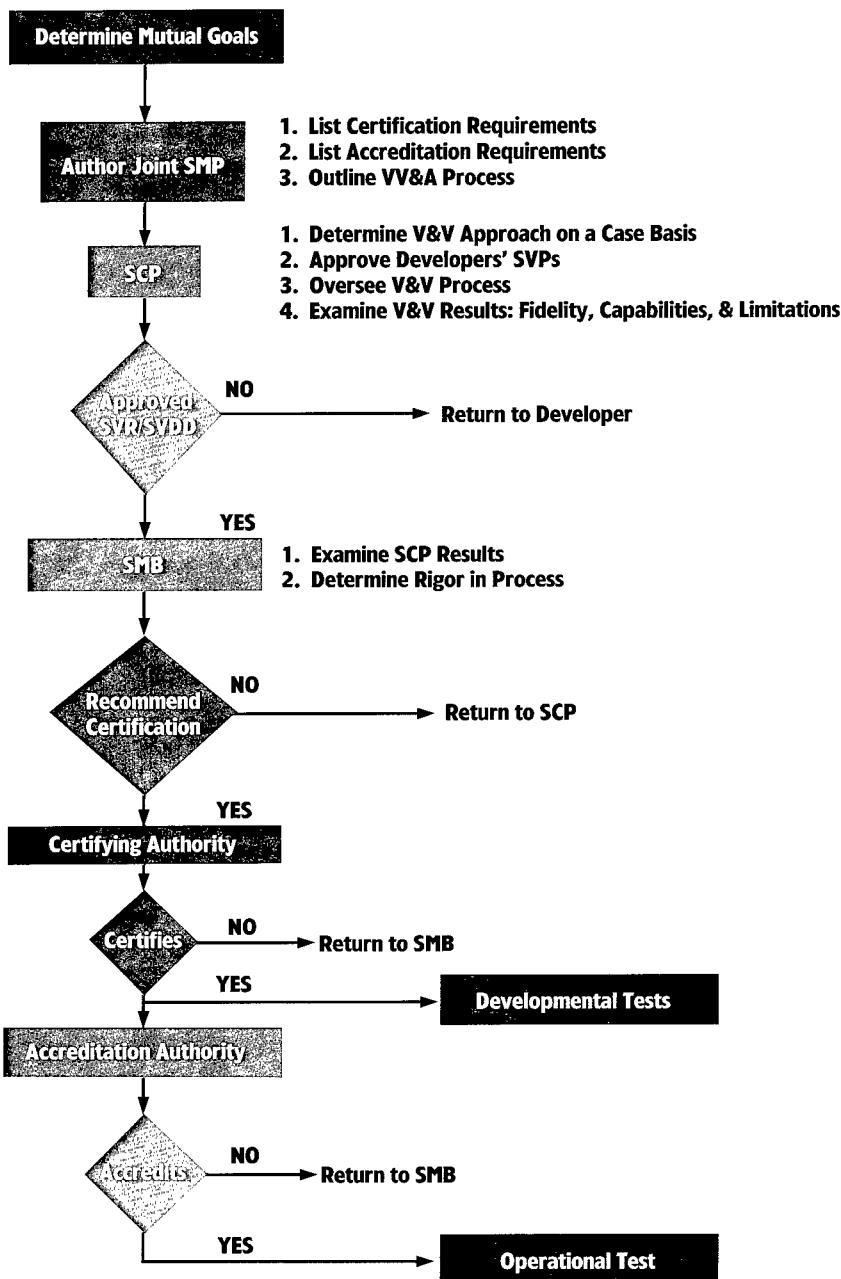 Determine Mutual Goals
Author Joint SMP
1. List Certification Requirements
2. List Accreditation Requirements
3. Outline VV&A Process
SCP
1. Determine V&V Approach on a Case Basis
2. Approve Developers' SVPs
3. Oversee V&V Process
4. Examine V&V Results: Fidelity, Capabilities, & Limitations
Approved
SVR/SVDD
NO
Return to Developer
YES
SMB
1. Examine SCP Results
2. Determine Rigor in Process
Recommend
Certification
NO
Return to SCP
YES
Certifying Authority
Certifies
NO
Return to SMB
YES
Developmental Tests
Accreditation Authority
Accredits
NO
Return to SMB
YES
Operational Test